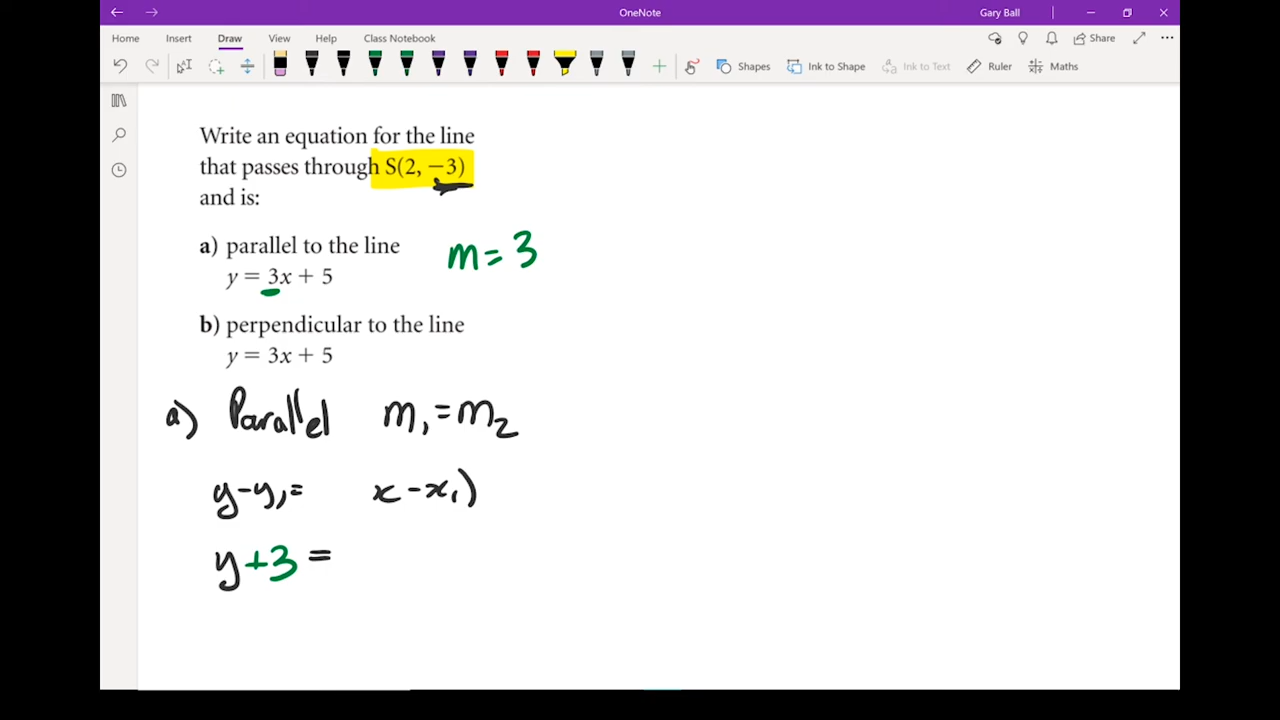 OneNote
Gary Ball
Home Insert Draw View Help Class Notebook
Share
Shapes Ink to Shape Ink to Text Ruler Maths
Write an equation for the line
that passes through S(2, −3)
and is:
a) parallel to the line
y = 3x + 5
m = 3
b) perpendicular to the line
y = 3x + 5
a) Parallel m₁ = m₂
y - y₁ = x - x₁)
y + 3 =